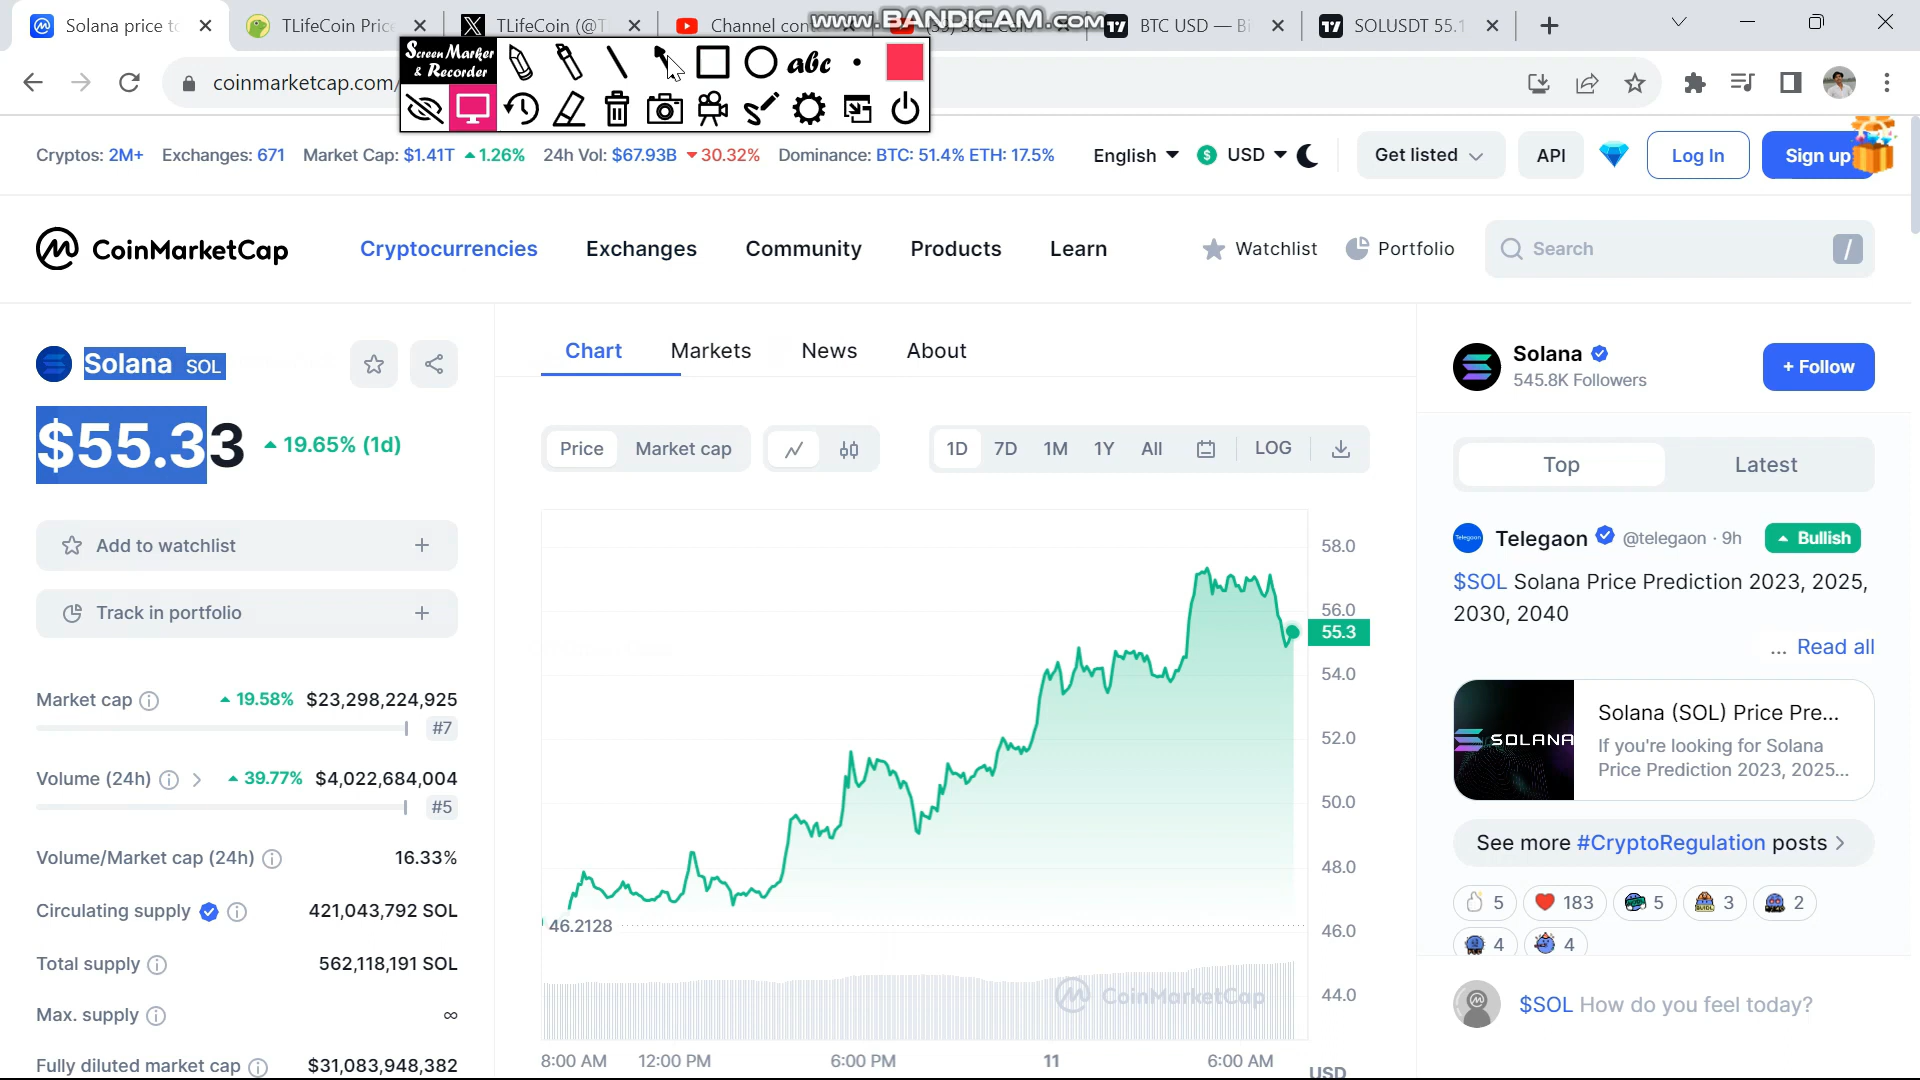 Solana price to
TLifeCoin Price
TLifeCoin (@T
Channel con
(33) SOL Coin
BTC USD — Bi
SOLUSDT 55.1
www.BANDICAM.com
coinmarketcap.com/
Screen Marker
& Recorder
abc
Cryptos: 2M+ Exchanges: 671 Market Cap: $1.41T 1.26% 24h Vol: $67.93B 30.32% Dominance: BTC: 51.4% ETH: 17.5%
English
USD
Get listed
API
Log In
Sign up
CoinMarketCap
Cryptocurrencies
Exchanges
Community
Products
Learn
Watchlist
Portfolio
Search
/
Solana SOL
$55.33 19.65% (1d)
Add to watchlist +
Track in portfolio +
Market cap 19.58% $23,298,224,925
#7
Volume (24h) 39.77% $4,022,684,004
#5
Volume/Market cap (24h) 16.33%
Circulating supply 421,043,792 SOL
Total supply 562,118,191 SOL
Max. supply ∞
Fully diluted market cap $31,083,948,382
Chart Markets News About
Price Market cap
1D 7D 1M 1Y All LOG
58.0
56.0
55.3
54.0
52.0
50.0
48.0
46.2128
46.0
CoinMarketCap
44.0
8:00 AM 12:00 PM 6:00 PM 11 6:00 AM
USD
Solana
545.8K Followers
+ Follow
Top Latest
Telegaon
Telegaon @telegaon · 9h Bullish
$SOL Solana Price Prediction 2023, 2025,
2030, 2040
... Read all
SOLANA
Solana (SOL) Price Pre...
If you're looking for Solana
Price Prediction 2023, 2025...
See more #CryptoRegulation posts
5 183 5 3 2
4 4
$SOL How do you feel today?